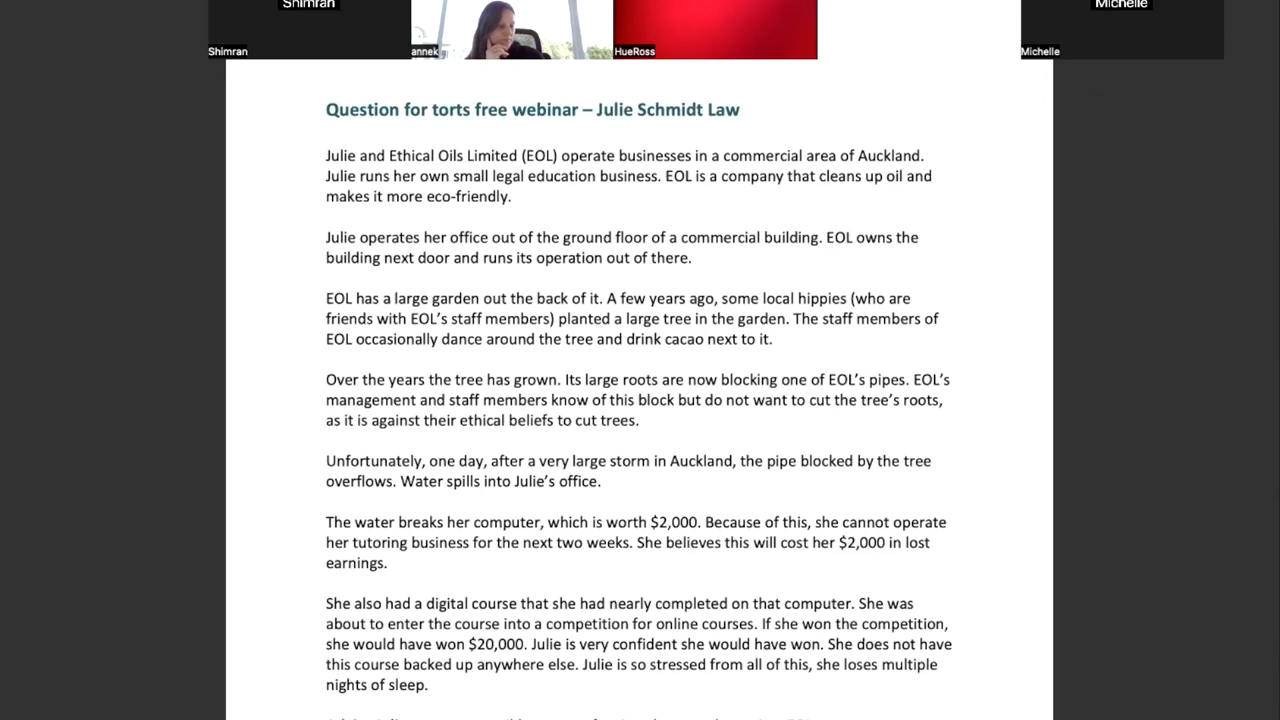 Shimran
Michelle
Shimran
annek
HueRoss
Michelle
Question for torts free webinar – Julie Schmidt Law
Julie and Ethical Oils Limited (EOL) operate businesses in a commercial area of Auckland.
Julie runs her own small legal education business. EOL is a company that cleans up oil and
makes it more eco-friendly.
Julie operates her office out of the ground floor of a commercial building. EOL owns the
building next door and runs its operation out of there.
EOL has a large garden out the back of it. A few years ago, some local hippies (who are
friends with EOL’s staff members) planted a large tree in the garden. The staff members of
EOL occasionally dance around the tree and drink cacao next to it.
Over the years the tree has grown. Its large roots are now blocking one of EOL’s pipes. EOL’s
management and staff members know of this block but do not want to cut the tree’s roots,
as it is against their ethical beliefs to cut trees.
Unfortunately, one day, after a very large storm in Auckland, the pipe blocked by the tree
overflows. Water spills into Julie’s office.
The water breaks her computer, which is worth $2,000. Because of this, she cannot operate
her tutoring business for the next two weeks. She believes this will cost her $2,000 in lost
earnings.
She also had a digital course that she had nearly completed on that computer. She was
about to enter the course into a competition for online courses. If she won the competition,
she would have won $20,000. Julie is very confident she would have won. She does not have
this course backed up anywhere else. Julie is so stressed from all of this, she loses multiple
nights of sleep.